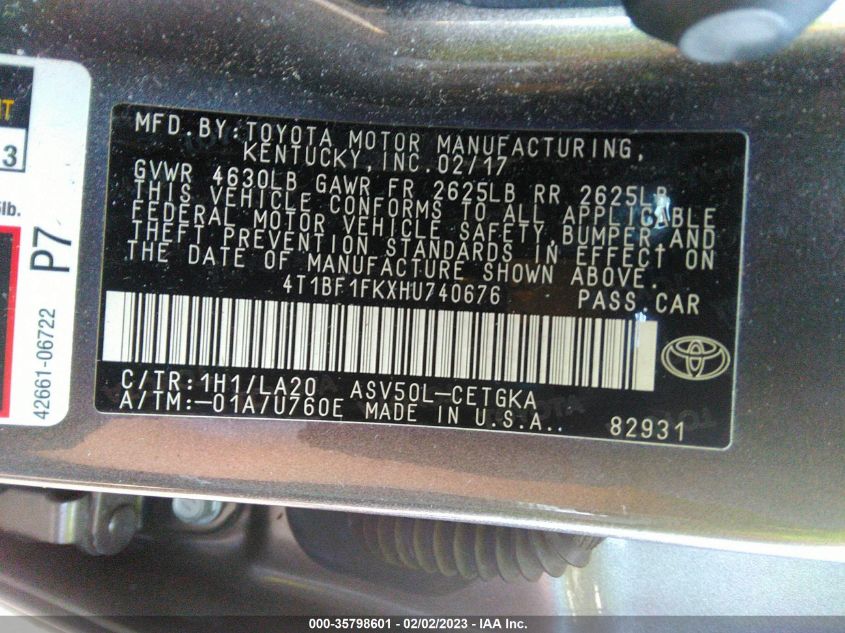 MFD. BY: TOYOTA MOTOR MANUFACTURING,
KENTUCKY, INC. 02/17
GVWR 4630LB GAWR FR 2625LB RR 2625LB
THIS VEHICLE CONFORMS TO ALL APPLICABLE
FEDERAL MOTOR VEHICLE SAFETY, BUMPER AND
THEFT PREVENTION STANDARDS IN EFFECT ON
THE DATE OF MANUFACTURE SHOWN ABOVE.
4T1BF1FKXHU740676 PASS. CAR
C/TR: 1H1/LA20 ASV50L-CETGKA
A/TM: -01A/U760E MADE IN U.S.A..
82931
3
lb.
P7
42661-06722
000-35798601 - 02/02/2023 - IAA Inc.